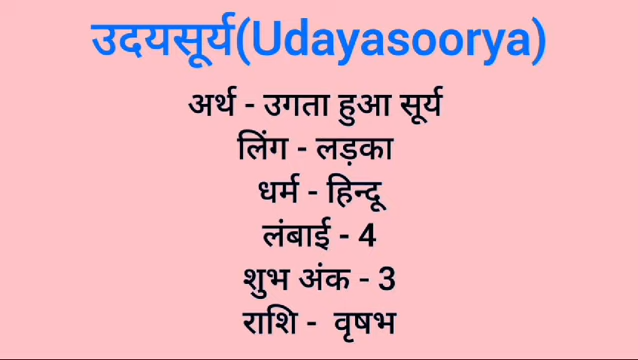 उदयसूर्य(Udayasoorya)
अर्थ - उगता हुआ सूर्य
लिंग - लड़का
धर्म - हिन्दू
लंबाई - 4
शुभ अंक - 3
राशि - वृषभ